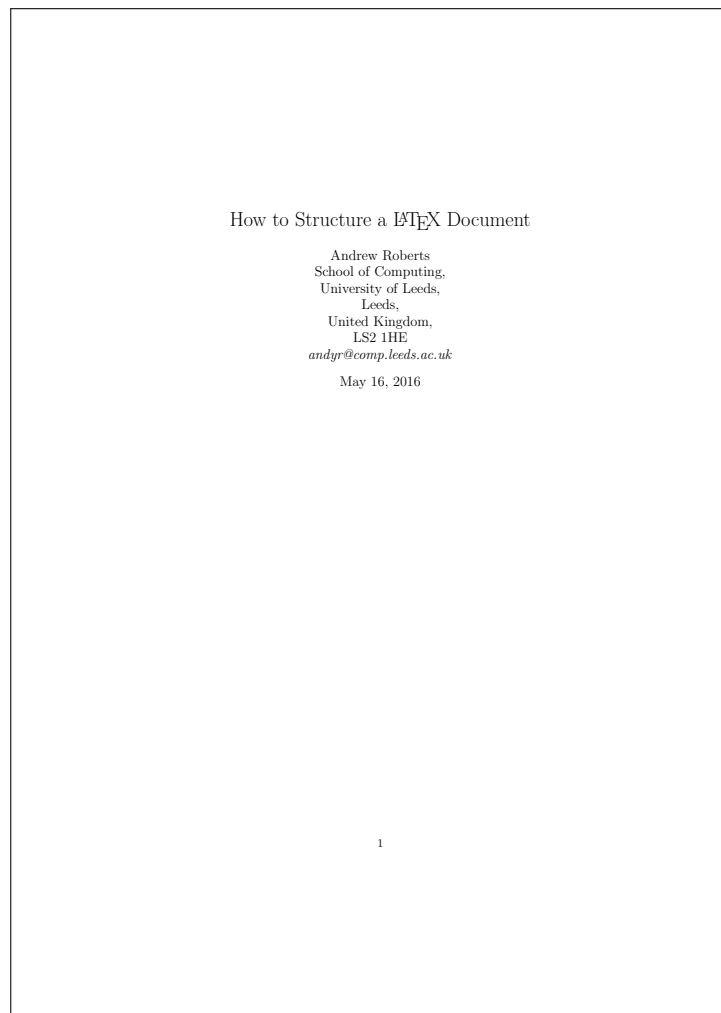 How to Structure a LATEX Document
Andrew Roberts
School of Computing,
University of Leeds,
Leeds,
United Kingdom,
LS2 1HE
andyr@comp.leeds.ac.uk
May 16, 2016
1